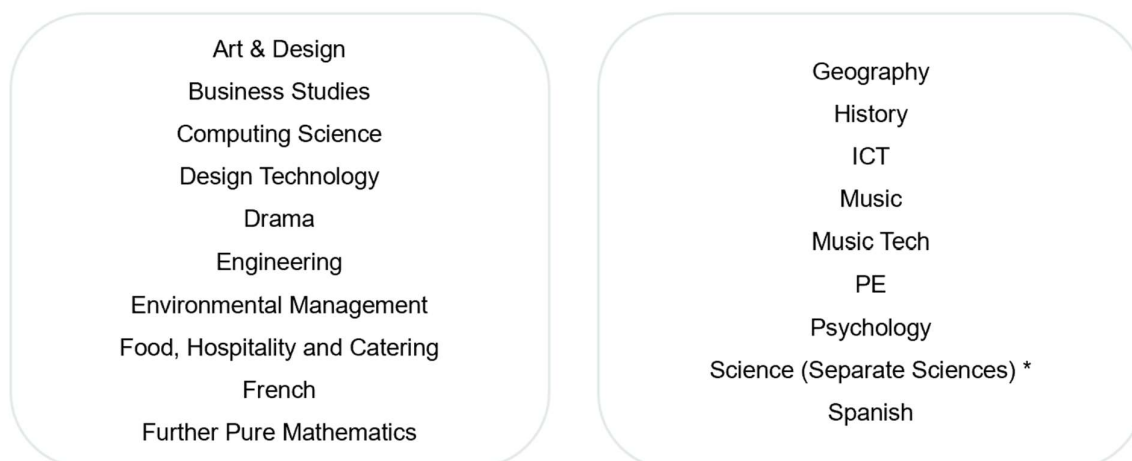 Art & Design
Business Studies
Computing Science
Design Technology
Drama
Engineering
Environmental Management
Food, Hospitality and Catering
French
Further Pure Mathematics
Geography
History
ICT
Music
Music Tech
PE
Psychology
Science (Separate Sciences) *
Spanish